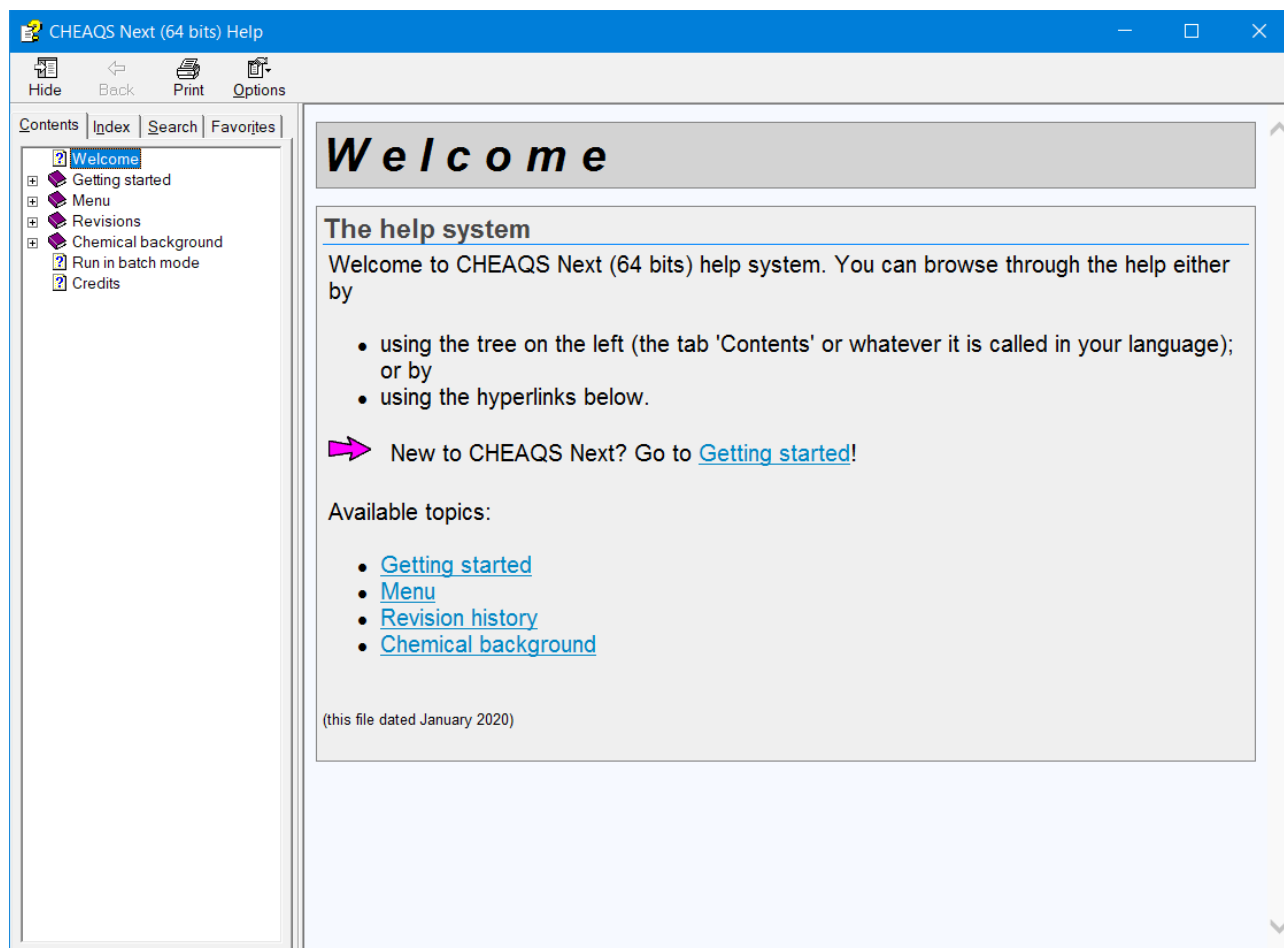 CHEAQS Next (64 bits) Help
Hide Back Print Options
Contents Index Search Favorites
Welcome
Getting started
Menu
Revisions
Chemical background
Run in batch mode
Credits
Welcome
The help system
Welcome to CHEAQS Next (64 bits) help system. You can browse through the help either
by
• using the tree on the left (the tab 'Contents' or whatever it is called in your language);
or by
• using the hyperlinks below.
New to CHEAQS Next? Go to Getting started!
Available topics:
• Getting started
• Menu
• Revision history
• Chemical background
(this file dated January 2020)